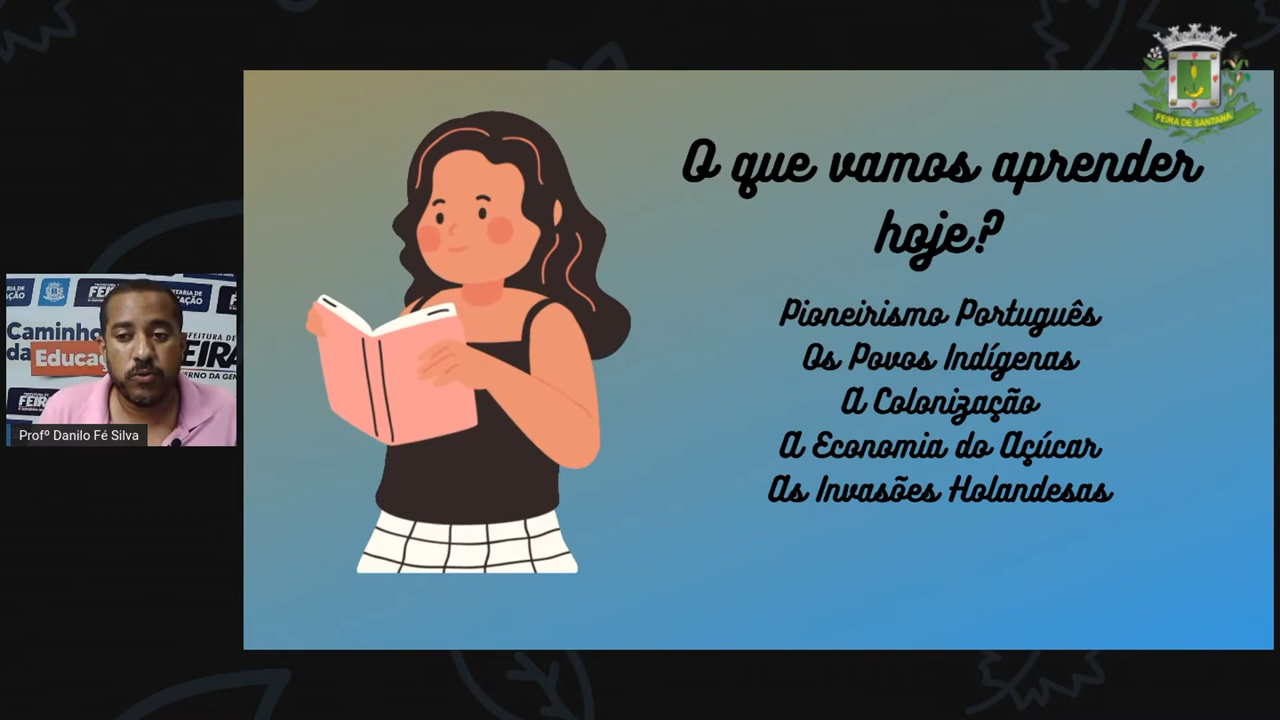 FEIRA DE SANTANA
O que vamos aprender
hoje?
Pioneirismo Português
Os Povos Indígenas
A Colonização
A Economia do Açúcar
As Invasões Holandesas
Caminho
da
Profº Danilo Fé Silva